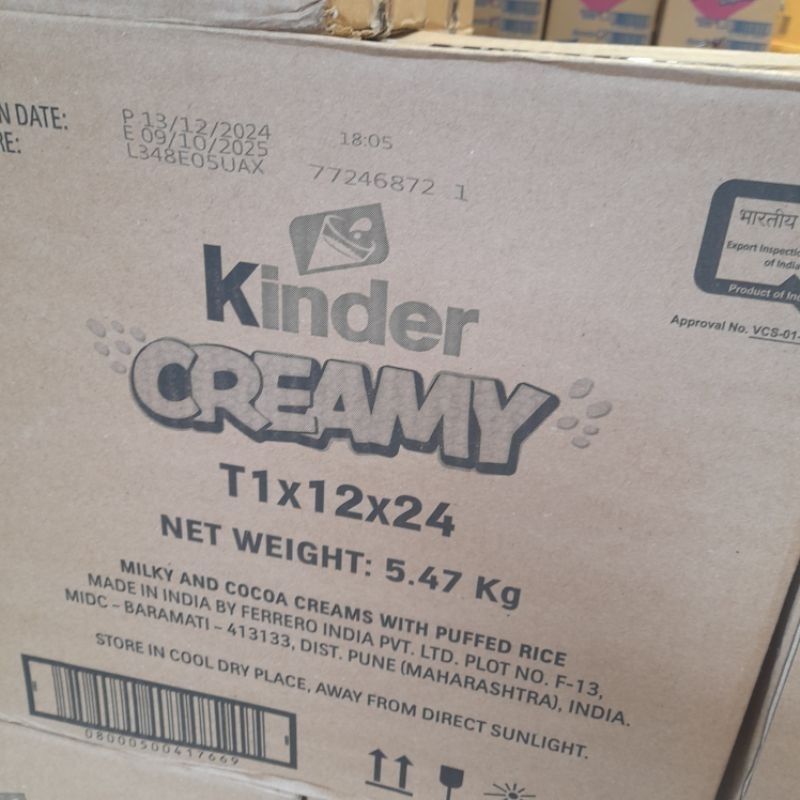 N DATE:
RE:
P 13/12/2024
E 09/10/2025
L348E05UAX
18:05
77246872 1
भारतीय
Export Inspectio
of India
Product of Ind
Approval No. VCS-01-
Kinder
CREAMY
T1x12x24
NET WEIGHT: 5.47 Kg
MILKY AND COCOA CREAMS WITH PUFFED RICE
MADE IN INDIA BY FERRERO INDIA PVT. LTD. PLOT NO. F-13,
MIDC – BARAMATI – 413133, DIST. PUNE (MAHARASHTRA), INDIA.
STORE IN COOL DRY PLACE, AWAY FROM DIRECT SUNLIGHT.
08000500417669